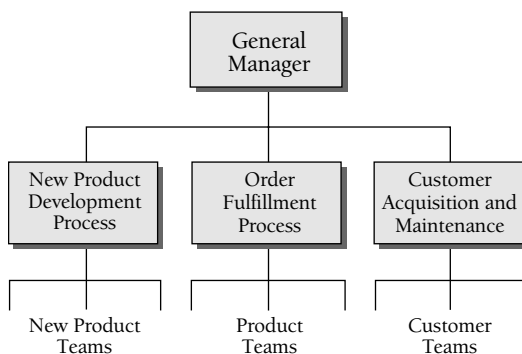 General
Manager
New Product
Development
Process
Order
Fulfillment
Process
Customer
Acquisition and
Maintenance
New Product
Teams
Product
Teams
Customer
Teams